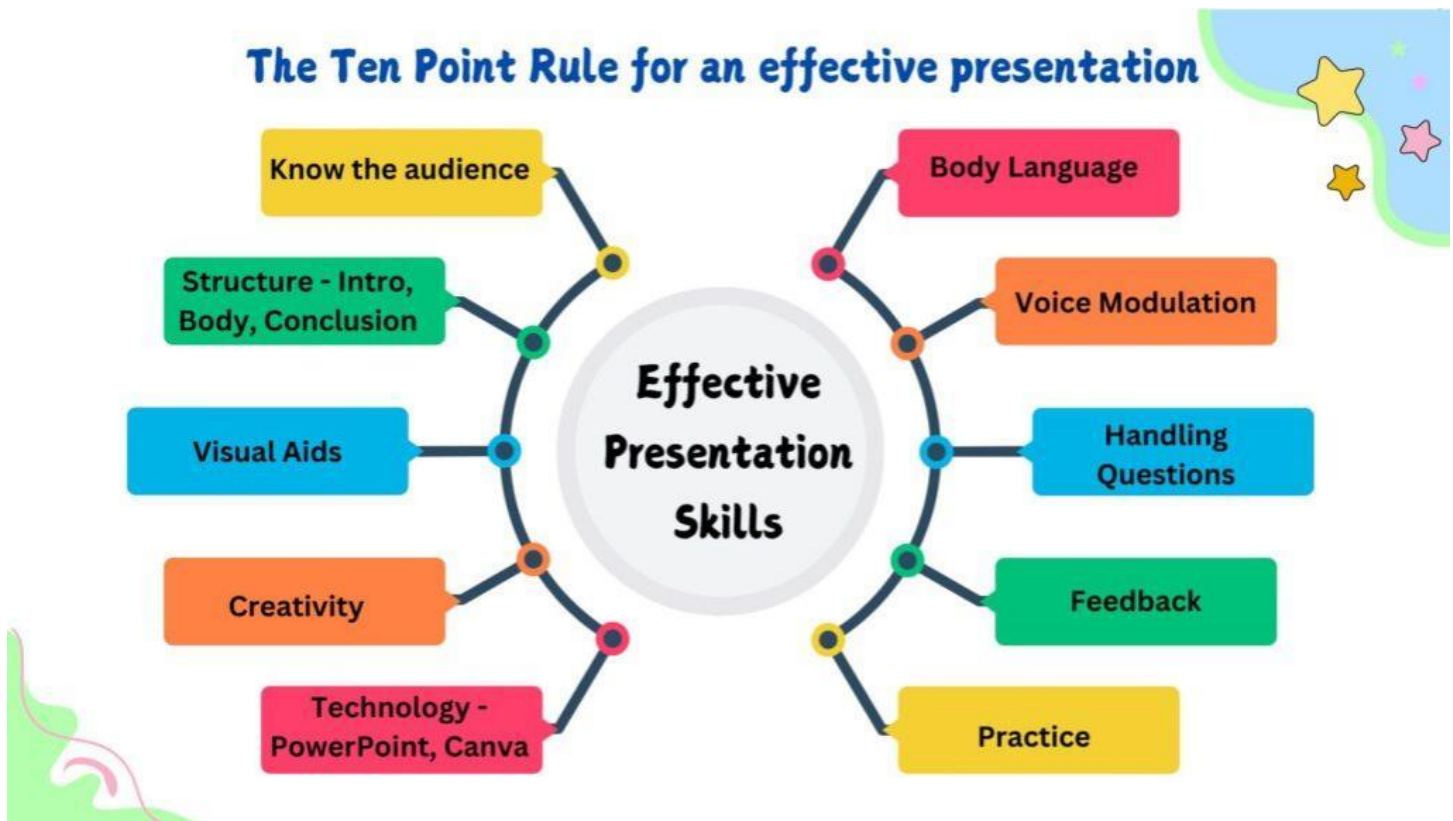 The Ten Point Rule for an effective presentation
Know the audience
Structure - Intro,
Body, Conclusion
Visual Aids
Creativity
Technology -
PowerPoint, Canva
Effective
Presentation
Skills
Body Language
Voice Modulation
Handling
Questions
Feedback
Practice